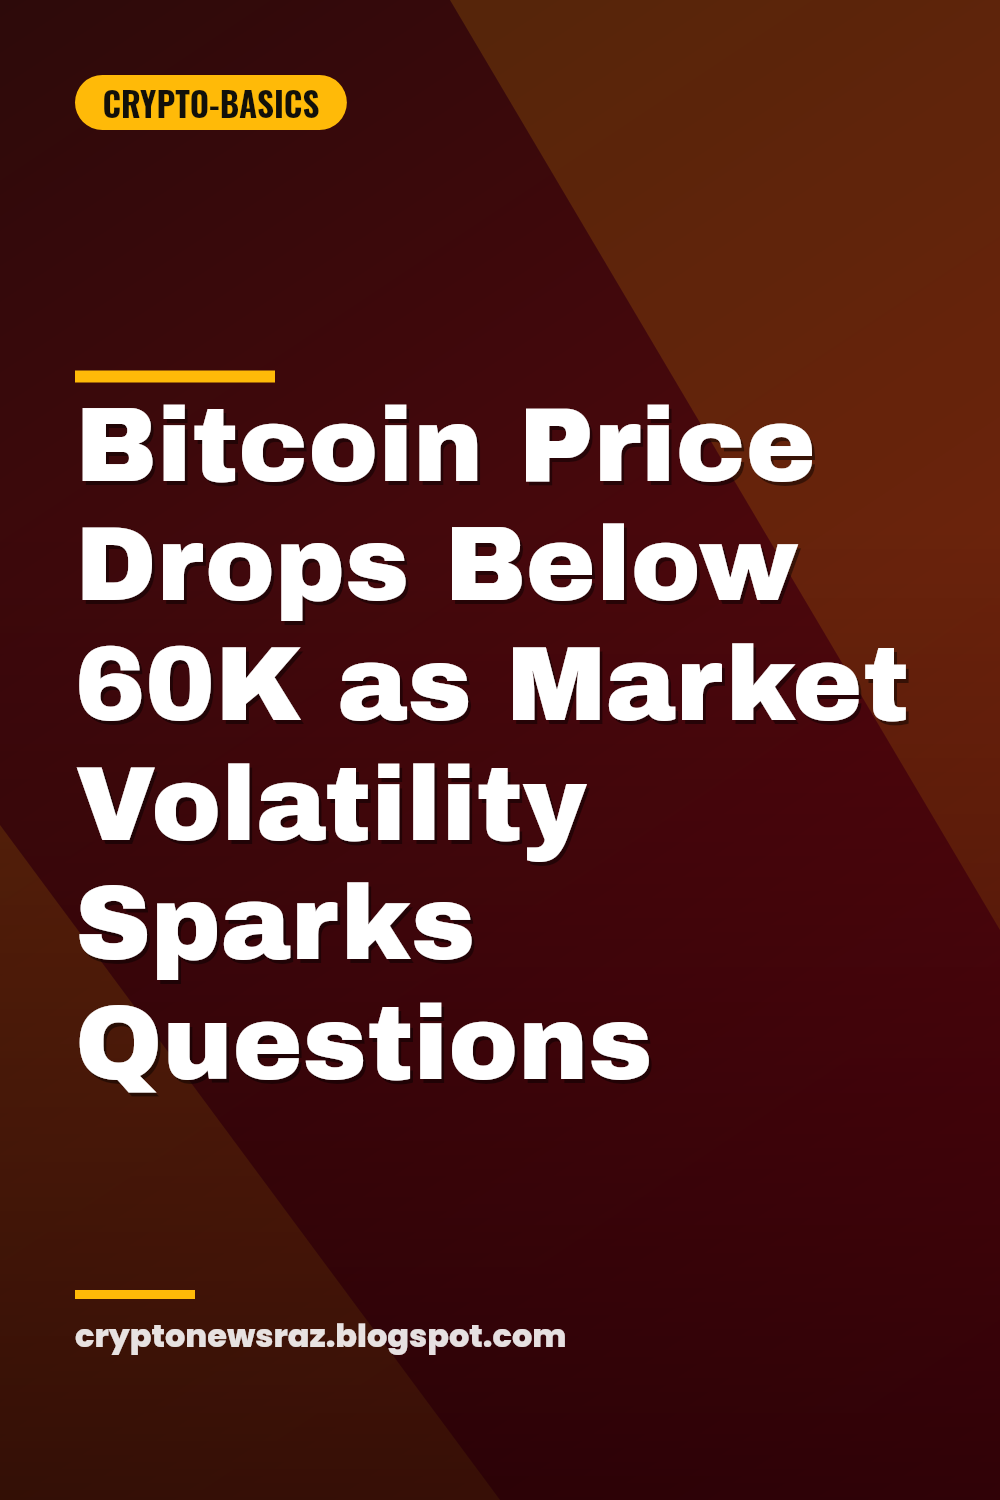 CRYPTO-BASICS
Bitcoin Price
Drops Below
60K as Market
Volatility
Sparks
Questions
cryptonewsraz.blogspot.com